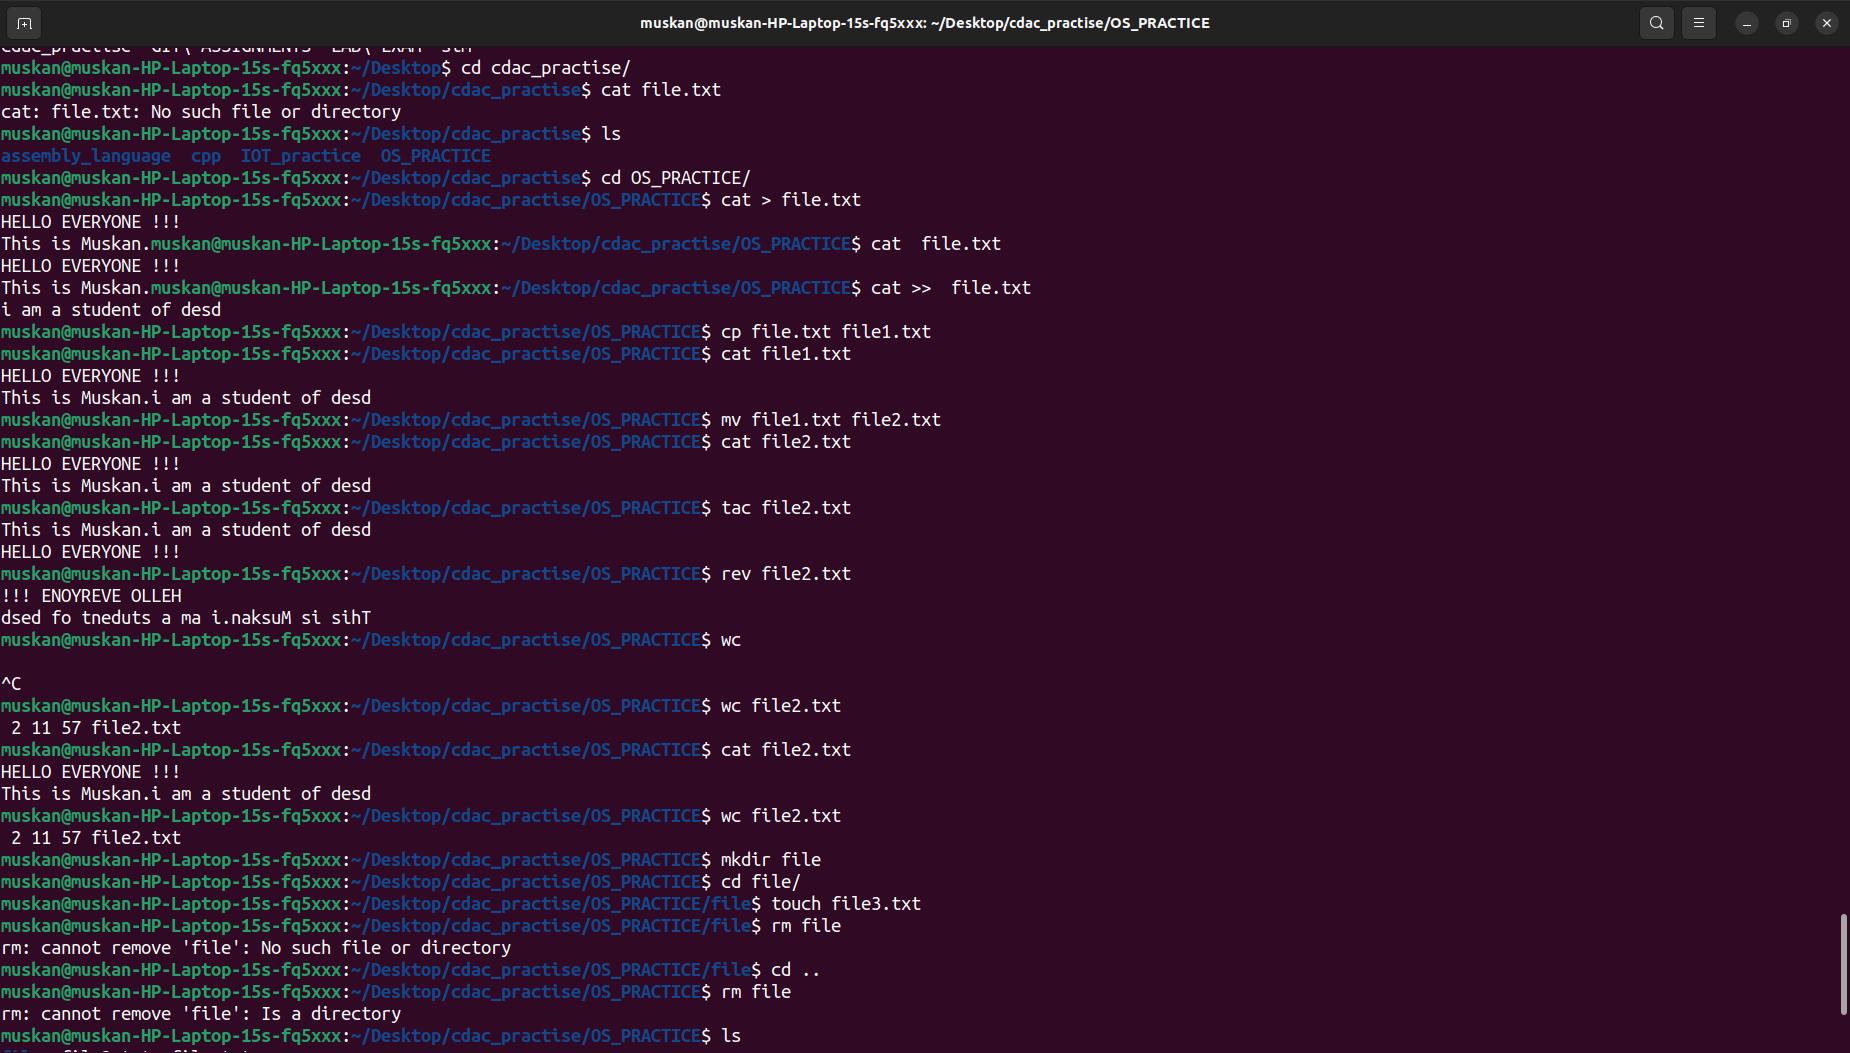 muskan@muskan-HP-Laptop-15s-fq5xxx: ~/Desktop/cdac_practise/OS_PRACTICE
muskan@muskan-HP-Laptop-15s-fq5xxx:~/Desktop$ cd cdac_practise/
muskan@muskan-HP-Laptop-15s-fq5xxx:~/Desktop/cdac_practise$ cat file.txt
cat: file.txt: No such file or directory
muskan@muskan-HP-Laptop-15s-fq5xxx:~/Desktop/cdac_practise$ ls
assembly_language  cpp  IOT_practice  OS_PRACTICE
muskan@muskan-HP-Laptop-15s-fq5xxx:~/Desktop/cdac_practise$ cd OS_PRACTICE/
muskan@muskan-HP-Laptop-15s-fq5xxx:~/Desktop/cdac_practise/OS_PRACTICE$ cat > file.txt
HELLO EVERYONE !!!
This is Muskan.muskan@muskan-HP-Laptop-15s-fq5xxx:~/Desktop/cdac_practise/OS_PRACTICE$ cat  file.txt
HELLO EVERYONE !!!
This is Muskan.muskan@muskan-HP-Laptop-15s-fq5xxx:~/Desktop/cdac_practise/OS_PRACTICE$ cat >>  file.txt
i am a student of desd
muskan@muskan-HP-Laptop-15s-fq5xxx:~/Desktop/cdac_practise/OS_PRACTICE$ cp file.txt file1.txt
muskan@muskan-HP-Laptop-15s-fq5xxx:~/Desktop/cdac_practise/OS_PRACTICE$ cat file1.txt
HELLO EVERYONE !!!
This is Muskan.i am a student of desd
muskan@muskan-HP-Laptop-15s-fq5xxx:~/Desktop/cdac_practise/OS_PRACTICE$ mv file1.txt file2.txt
muskan@muskan-HP-Laptop-15s-fq5xxx:~/Desktop/cdac_practise/OS_PRACTICE$ cat file2.txt
HELLO EVERYONE !!!
This is Muskan.i am a student of desd
muskan@muskan-HP-Laptop-15s-fq5xxx:~/Desktop/cdac_practise/OS_PRACTICE$ tac file2.txt
This is Muskan.i am a student of desd
HELLO EVERYONE !!!
muskan@muskan-HP-Laptop-15s-fq5xxx:~/Desktop/cdac_practise/OS_PRACTICE$ rev file2.txt
!!! ENOYREVE OLLEH
dsed fo tneduts a ma i.naksuM si sihT
muskan@muskan-HP-Laptop-15s-fq5xxx:~/Desktop/cdac_practise/OS_PRACTICE$ wc
^C
muskan@muskan-HP-Laptop-15s-fq5xxx:~/Desktop/cdac_practise/OS_PRACTICE$ wc file2.txt
 2 11 57 file2.txt
muskan@muskan-HP-Laptop-15s-fq5xxx:~/Desktop/cdac_practise/OS_PRACTICE$ cat file2.txt
HELLO EVERYONE !!!
This is Muskan.i am a student of desd
muskan@muskan-HP-Laptop-15s-fq5xxx:~/Desktop/cdac_practise/OS_PRACTICE$ wc file2.txt
 2 11 57 file2.txt
muskan@muskan-HP-Laptop-15s-fq5xxx:~/Desktop/cdac_practise/OS_PRACTICE$ mkdir file
muskan@muskan-HP-Laptop-15s-fq5xxx:~/Desktop/cdac_practise/OS_PRACTICE$ cd file/
muskan@muskan-HP-Laptop-15s-fq5xxx:~/Desktop/cdac_practise/OS_PRACTICE/file$ touch file3.txt
muskan@muskan-HP-Laptop-15s-fq5xxx:~/Desktop/cdac_practise/OS_PRACTICE/file$ rm file
rm: cannot remove 'file': No such file or directory
muskan@muskan-HP-Laptop-15s-fq5xxx:~/Desktop/cdac_practise/OS_PRACTICE/file$ cd ..
muskan@muskan-HP-Laptop-15s-fq5xxx:~/Desktop/cdac_practise/OS_PRACTICE$ rm file
rm: cannot remove 'file': Is a directory
muskan@muskan-HP-Laptop-15s-fq5xxx:~/Desktop/cdac_practise/OS_PRACTICE$ ls